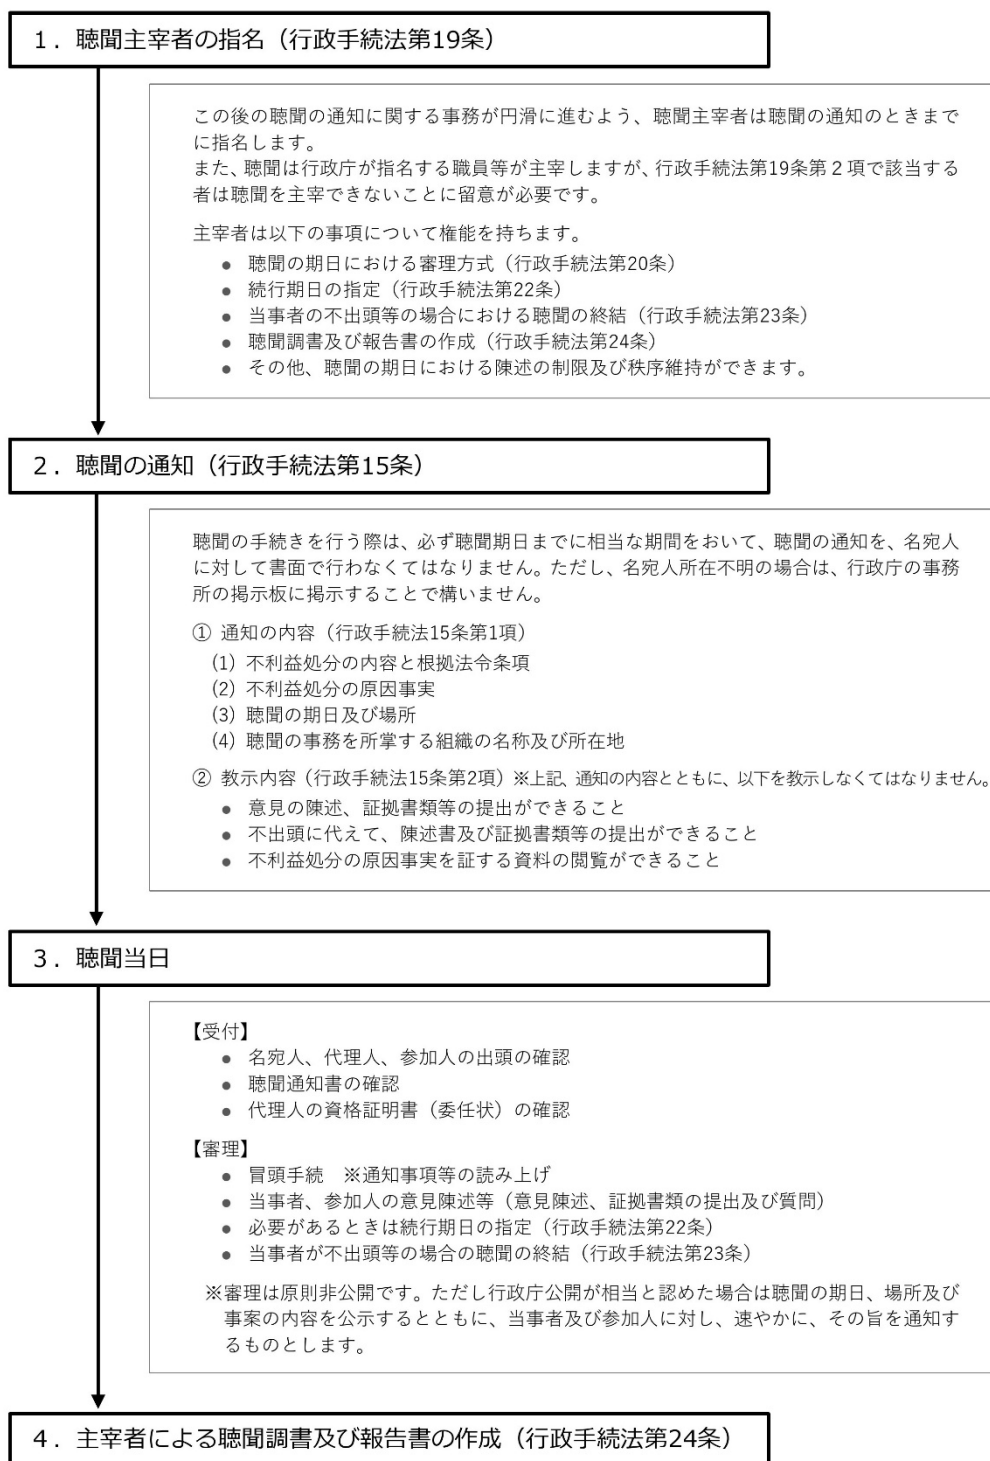 1．聴聞主宰者の指名（行政手続法第19条）
この後の聴聞の通知に関する事務が円滑に進むよう、聴聞主宰者は聴聞の通知のときまで
に指名します。
また、聴聞は行政庁が指名する職員等が主宰しますが、行政手続法第19条第２項で該当する
者は聴聞を主宰できないことに留意が必要です。
主宰者は以下の事項について権能を持ちます。
● 聴聞の期日における審理方式（行政手続法第20条）
● 続行期日の指定（行政手続法第22条）
● 当事者の不出頭等の場合における聴聞の終結（行政手続法第23条）
● 聴聞調書及び報告書の作成（行政手続法第24条）
● その他、聴聞の期日における陳述の制限及び秩序維持ができます。
2．聴聞の通知（行政手続法第15条）
聴聞の手続きを行う際は、必ず聴聞期日までに相当な期間をおいて、聴聞の通知を、名宛人
に対して書面で行わなくてはなりません。ただし、名宛人所在不明の場合は、行政庁の事務
所の掲示板に掲示することで構いません。
① 通知の内容（行政手続法15条第1項）
(1) 不利益処分の内容と根拠法令条項
(2) 不利益処分の原因事実
(3) 聴聞の期日及び場所
(4) 聴聞の事務を所掌する組織の名称及び所在地
② 教示内容（行政手続法15条第2項）※上記、通知の内容とともに、以下を教示しなくてはなりません。
● 意見の陳述、証拠書類等の提出ができること
● 不出頭に代えて、陳述書及び証拠書類等の提出ができること
● 不利益処分の原因事実を証する資料の閲覧ができること
3．聴聞当日
【受付】
● 名宛人、代理人、参加人の出頭の確認
● 聴聞通知書の確認
● 代理人の資格証明書（委任状）の確認
【審理】
● 冒頭手続　※通知事項等の読み上げ
● 当事者、参加人の意見陳述等（意見陳述、証拠書類の提出及び質問）
● 必要があるときは続行期日の指定（行政手続法第22条）
● 当事者が不出頭等の場合の聴聞の終結（行政手続法第23条）
※審理は原則非公開です。ただし行政庁公開が相当と認めた場合は聴聞の期日、場所及び
事案の内容を公示するとともに、当事者及び参加人に対し、速やかに、その旨を通知す
るものとします。
4．主宰者による聴聞調書及び報告書の作成（行政手続法第24条）